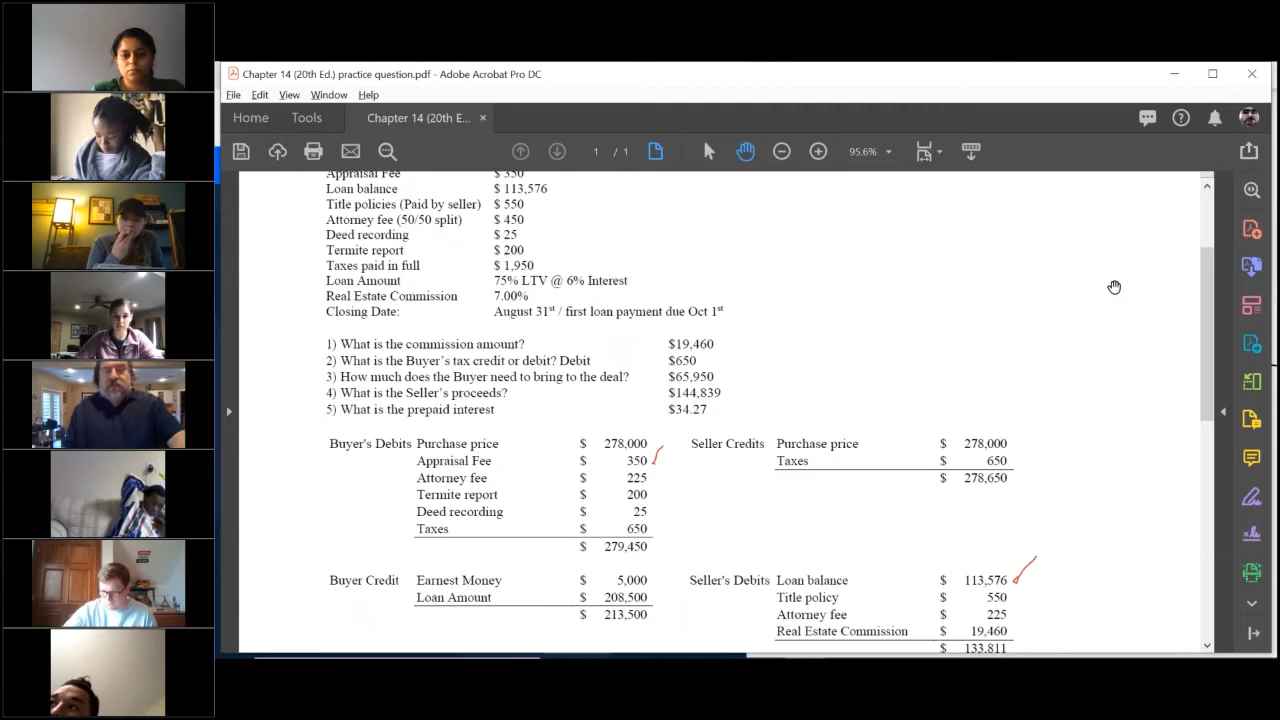 Chapter 14 (20th Ed.) practice question.pdf - Adobe Acrobat Pro DC
File Edit View Window Help
Home Tools Chapter 14 (20th E... ×
1 / 1 95.6%
Appraisal Fee $ 350
Loan balance $ 113,576
Title policies (Paid by seller) $ 550
Attorney fee (50/50 split) $ 450
Deed recording $ 25
Termite report $ 200
Taxes paid in full $ 1,950
Loan Amount 75% LTV @ 6% Interest
Real Estate Commission 7.00%
Closing Date: August 31st / first loan payment due Oct 1st
1) What is the commission amount? $19,460
2) What is the Buyer's tax credit or debit? Debit $650
3) How much does the Buyer need to bring to the deal? $65,950
4) What is the Seller's proceeds? $144,839
5) What is the prepaid interest $34.27
Buyer's Debits Purchase price $ 278,000 Seller Credits Purchase price $ 278,000
Appraisal Fee $ 350 Taxes $ 650
Attorney fee $ 225 $ 278,650
Termite report $ 200
Deed recording $ 25
Taxes $ 650
$ 279,450
Buyer Credit Earnest Money $ 5,000 Seller's Debits Loan balance $ 113,576
Loan Amount $ 208,500 Title policy $ 550
$ 213,500 Attorney fee $ 225
Real Estate Commission $ 19,460
$ 133,811